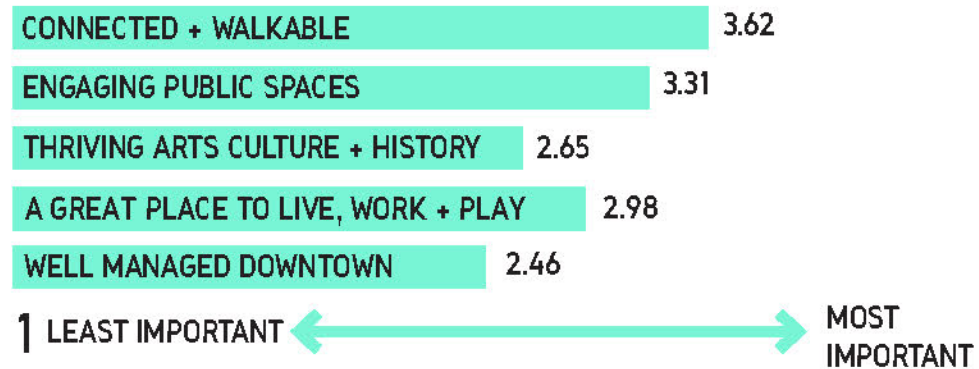 CONNECTED + WALKABLE 3.62
ENGAGING PUBLIC SPACES 3.31
THRIVING ARTS CULTURE + HISTORY 2.65
A GREAT PLACE TO LIVE, WORK + PLAY 2.98
WELL MANAGED DOWNTOWN 2.46
1 LEAST IMPORTANT MOST
IMPORTANT